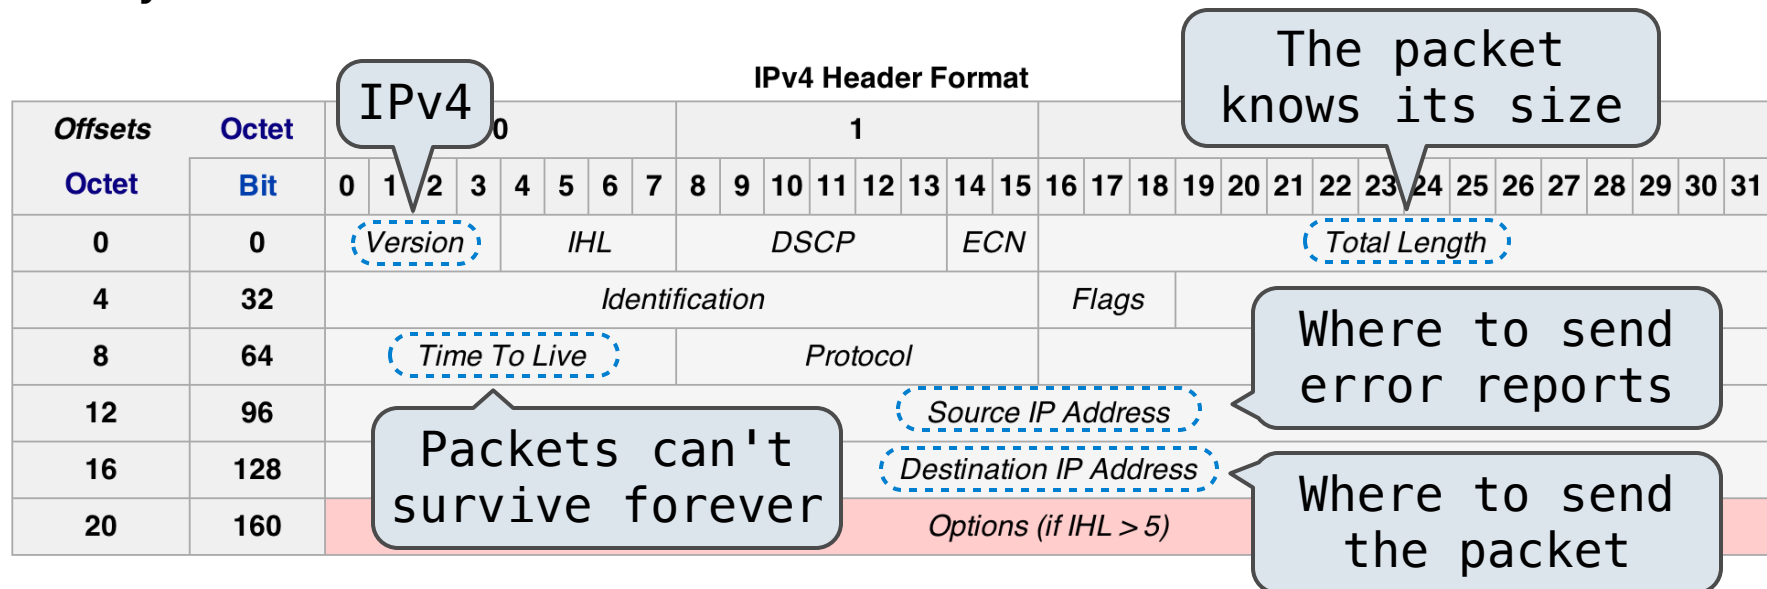 IPv4 Header Format
IPv4
The packet
knows its size
Offsets Octet 0 1
Octet Bit 0 1 2 3 4 5 6 7 8 9 10 11 12 13 14 15 16 17 18 19 20 21 22 23 24 25 26 27 28 29 30 31
0 0 Version IHL DSCP ECN Total Length
4 32 Identification Flags
8 64 Time To Live Protocol
Where to send
error reports
12 96 Source IP Address
Packets can't
survive forever
16 128 Destination IP Address
Where to send
the packet
20 160 Options (if IHL > 5)